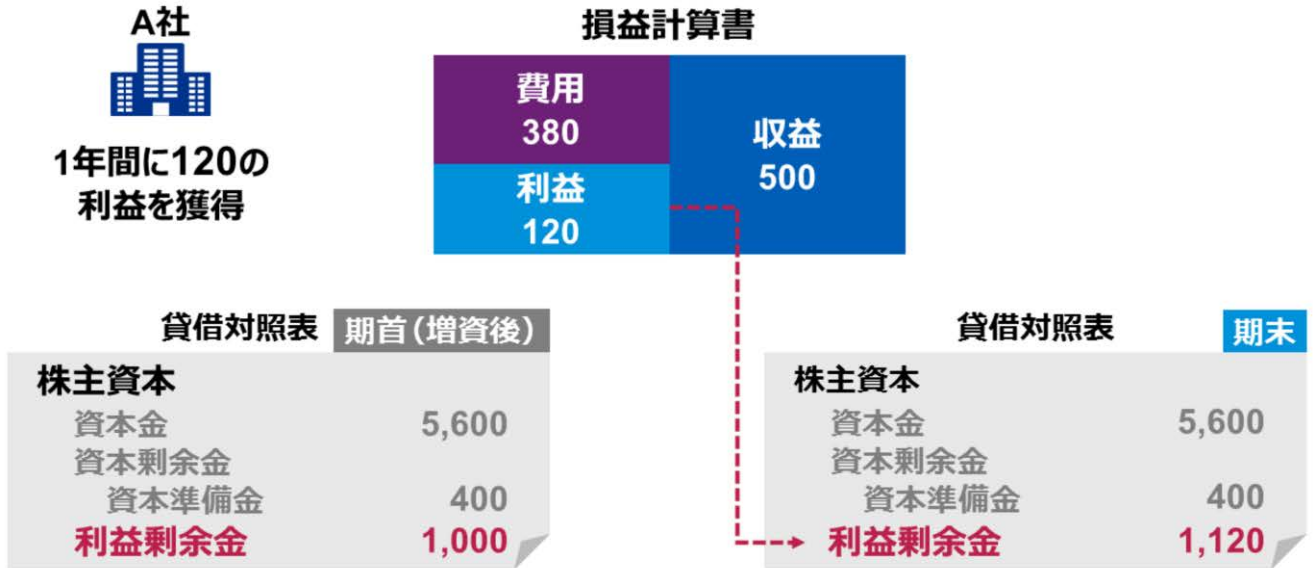 A社
1年間に120の
利益を獲得
損益計算書
費用
380
利益
120
収益
500
貸借対照表 期首(増資後)
株主資本
資本金 5,600
資本剰余金
資本準備金 400
利益剰余金 1,000
貸借対照表 期末
株主資本
資本金 5,600
資本剰余金
資本準備金 400
利益剰余金 1,120